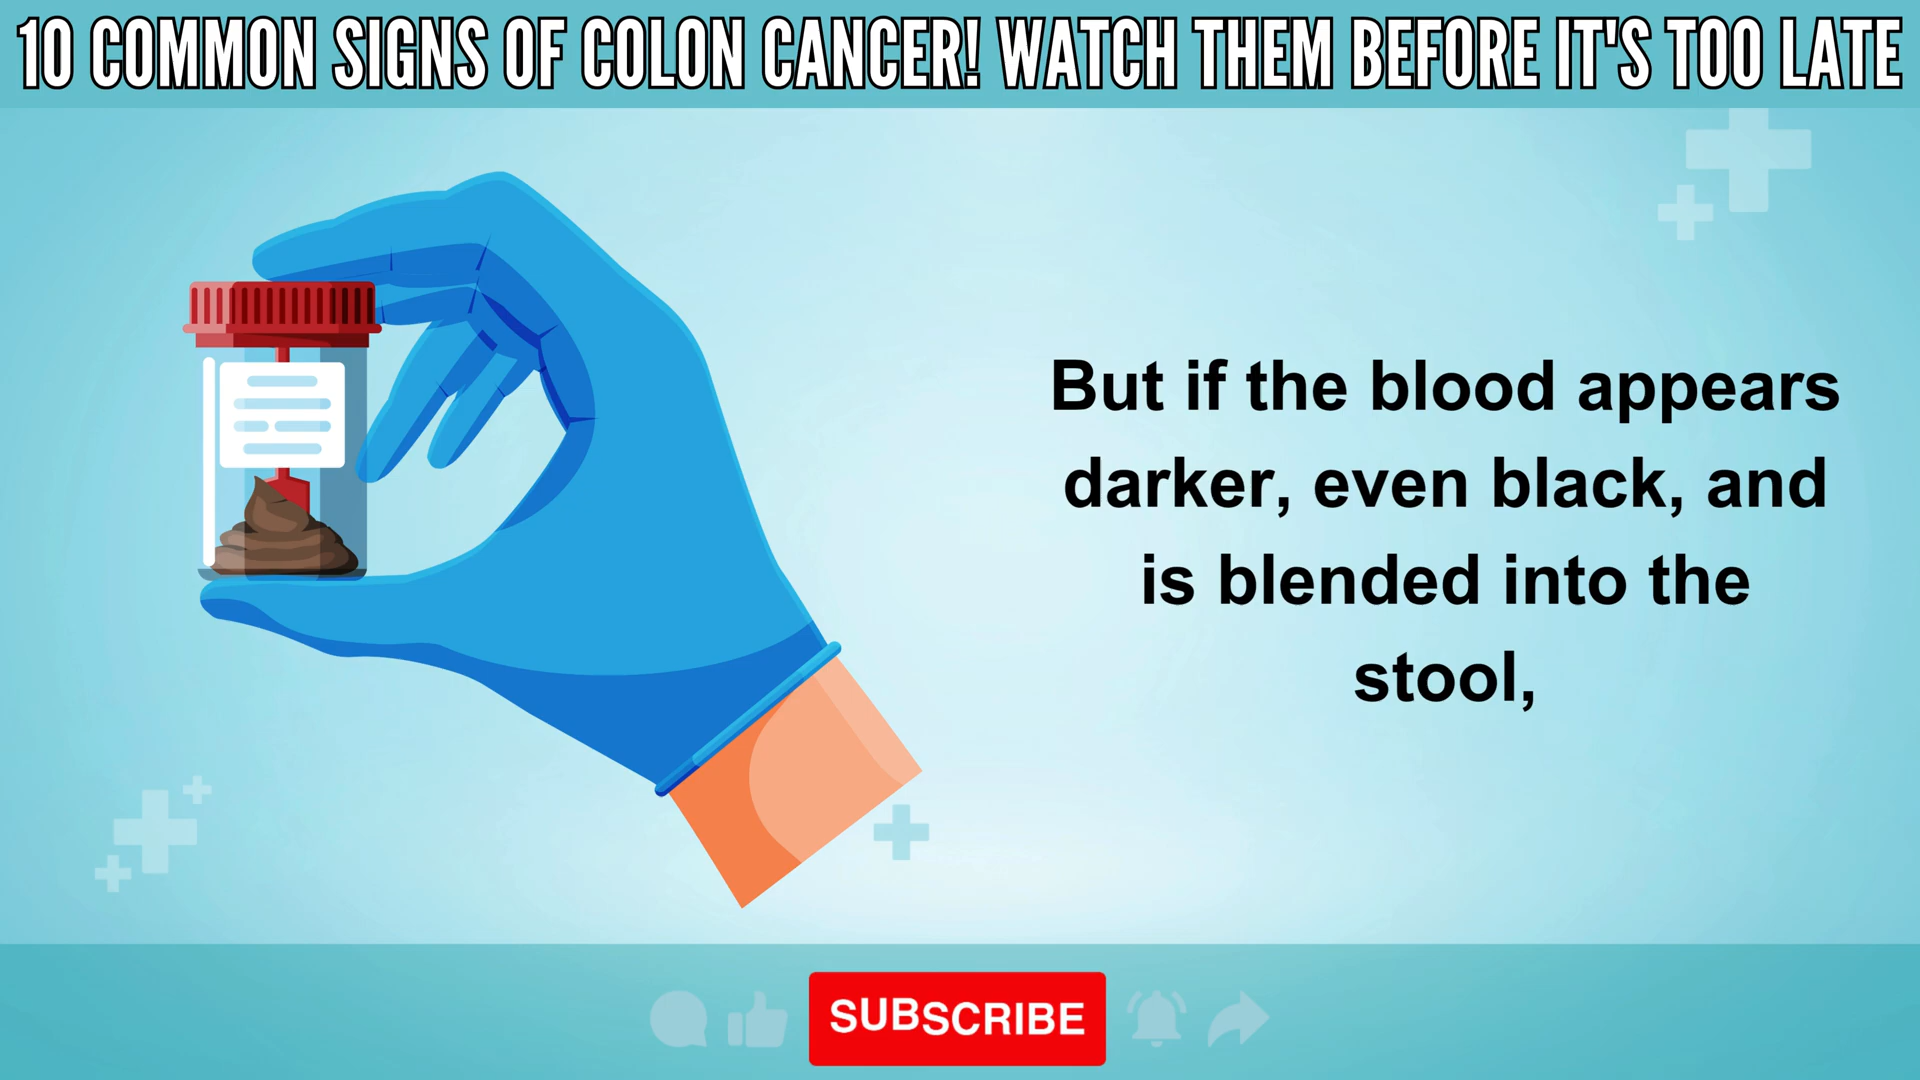 10 COMMON SIGNS OF COLON CANCER! WATCH THEM BEFORE IT'S TOO LATE
But if the blood appears
darker, even black, and
is blended into the
stool,
SUBSCRIBE